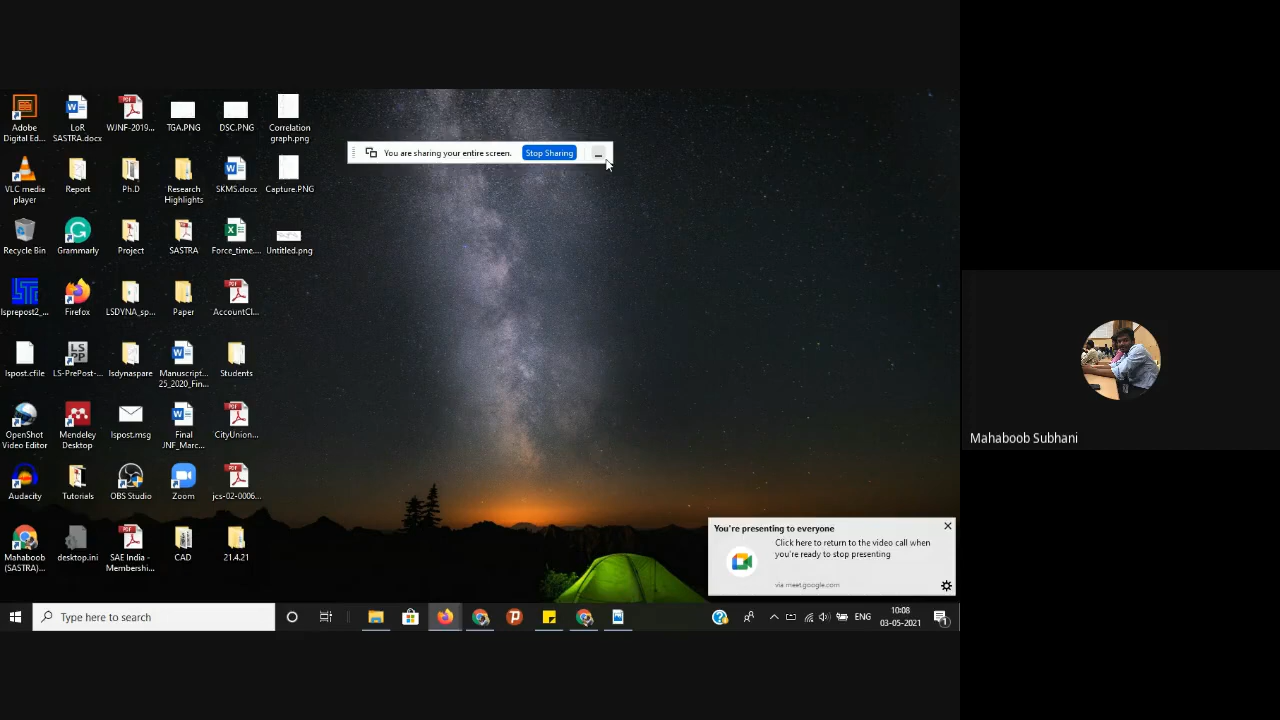 Adobe
Digital Ed...
LoR
SASTRA.docx
WJNF-2019...
TGA.PNG
DSC.PNG
Correlation
graph.png
You are sharing your entire screen.
Stop Sharing
VLC media
player
Report
Ph.D
Research
Highlights
SKMS.docx
Capture.PNG
Recycle Bin
Grammarly
Project
SASTRA
Force_time....
Untitled.png
lsprepost2_...
Firefox
LSDYNA_sp...
Paper
AccountCl...
lspost.cfile
LS-PrePost-...
lsdynaspare
Manuscript...
25_2020_Fin...
Students
OpenShot
Video Editor
Mendeley
Desktop
lspost.msg
Final
JNF_Marc...
CityUnion...
Mahaboob Subhani
Audacity
Tutorials
OBS Studio
Zoom
jcs-02-0006...
Mahaboob
(SASTRA)...
desktop.ini
SAE India -
Membershi...
CAD
21.4.21
You're presenting to everyone
Click here to return to the video call when
you're ready to stop presenting
via meet.google.com
Type here to search
ENG
10:08
03-05-2021